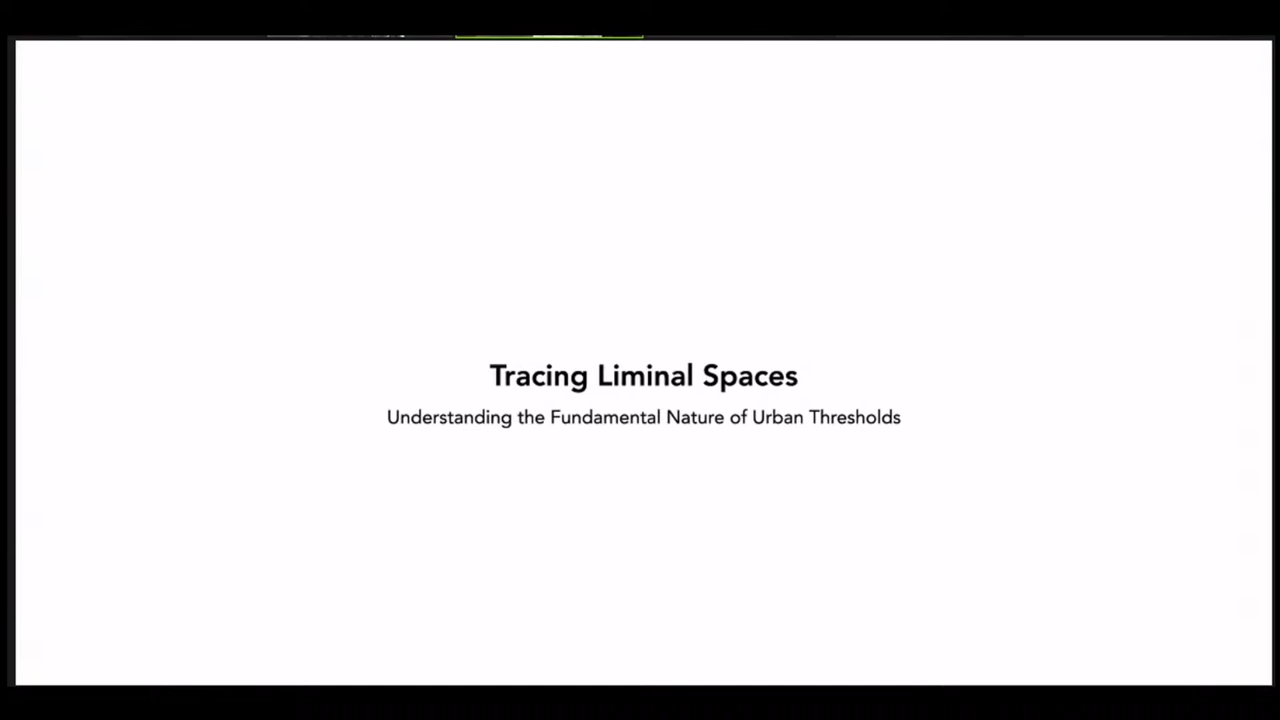 Tracing Liminal Spaces
Understanding the Fundamental Nature of Urban Thresholds